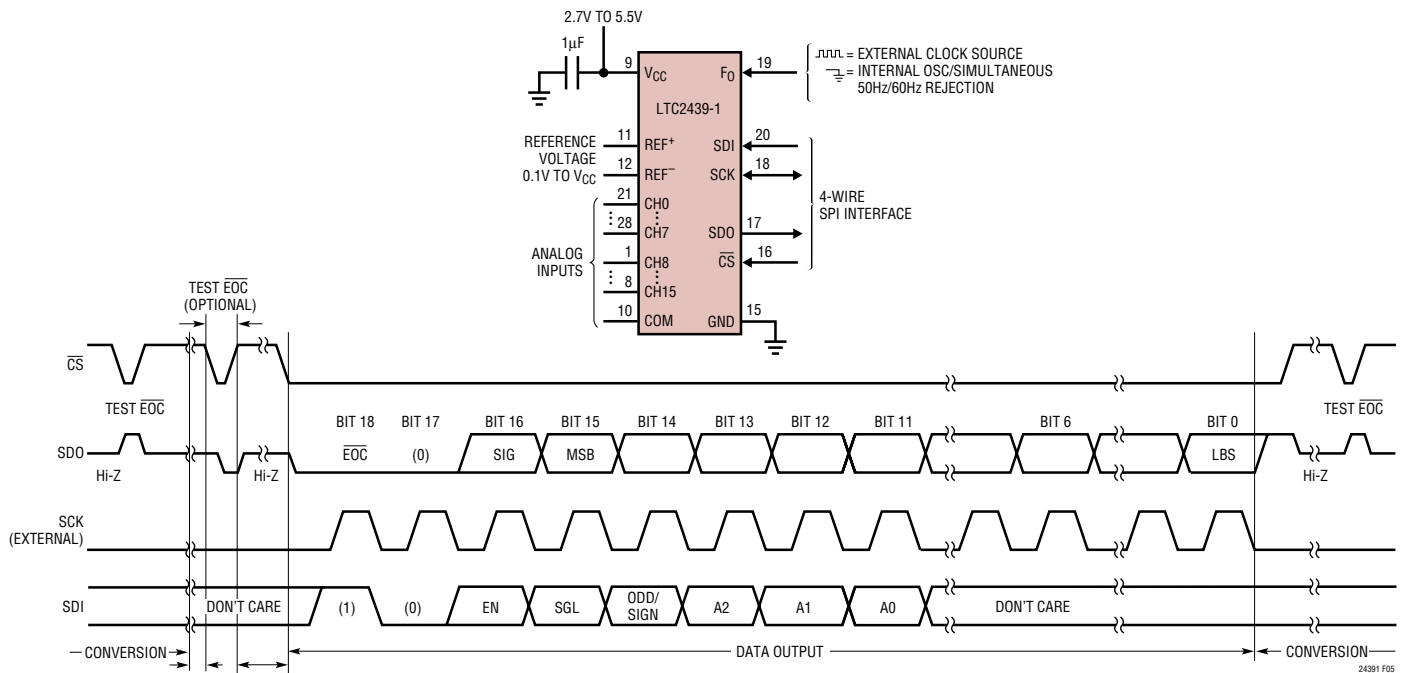 2.7V TO 5.5V
1µF
9
VCC
FO
19
= EXTERNAL CLOCK SOURCE
= INTERNAL OSC/SIMULTANEOUS
50Hz/60Hz REJECTION
LTC2439-1
REFERENCE
VOLTAGE
0.1V TO VCC
11
REF+
12
REF–
SDI
20
SCK
18
4-WIRE
SPI INTERFACE
21
CH0
28
CH7
SDO
17
ANALOG
INPUTS
1
CH8
CS
16
8
CH15
10
COM
GND
15
TEST EOC
(OPTIONAL)
CS
TEST EOC
TEST EOC
BIT 18
BIT 17
BIT 16
BIT 15
BIT 14
BIT 13
BIT 12
BIT 11
BIT 6
BIT 0
SDO
EOC
(0)
SIG
MSB
LBS
Hi-Z
Hi-Z
Hi-Z
SCK
(EXTERNAL)
SDI
DON'T CARE
(1)
(0)
EN
SGL
ODD/
SIGN
A2
A1
A0
DON'T CARE
CONVERSION
DATA OUTPUT
CONVERSION
24391 F05